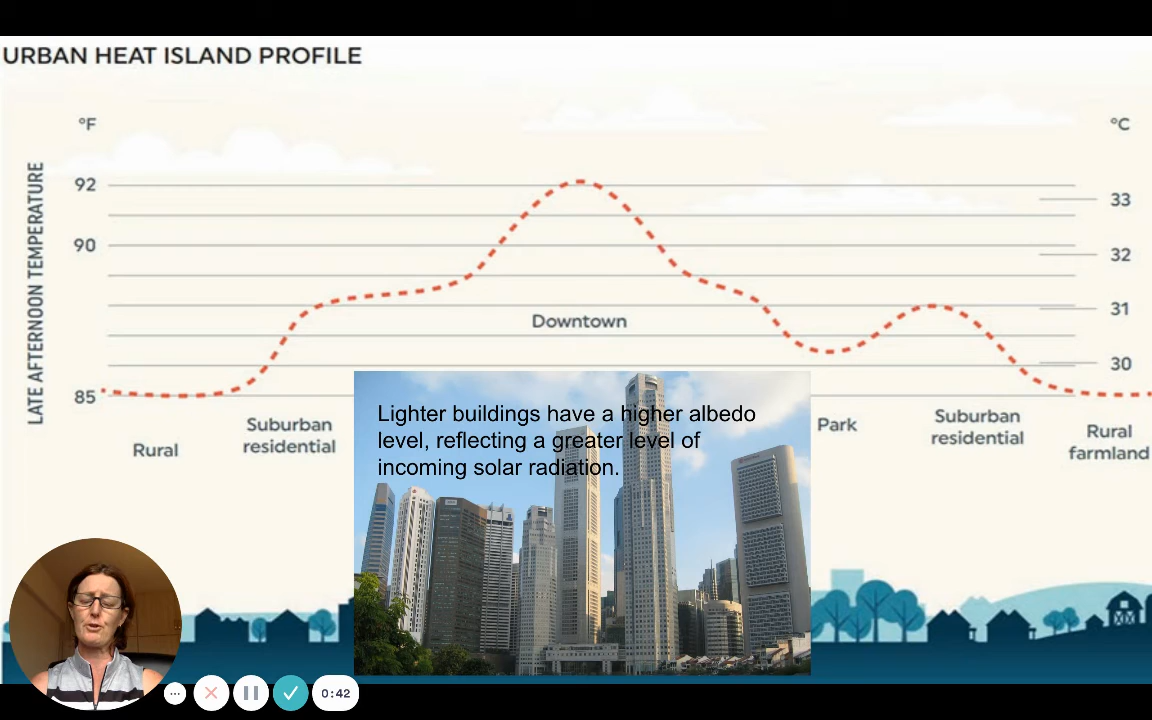 URBAN HEAT ISLAND PROFILE
°F
°C
LATE AFTERNOON TEMPERATURE
92
90
85
33
32
31
30
Downtown
Lighter buildings have a higher albedo
level, reflecting a greater level of
incoming solar radiation.
Rural
Suburban
residential
Park
Suburban
residential
Rural
farmland
0:42